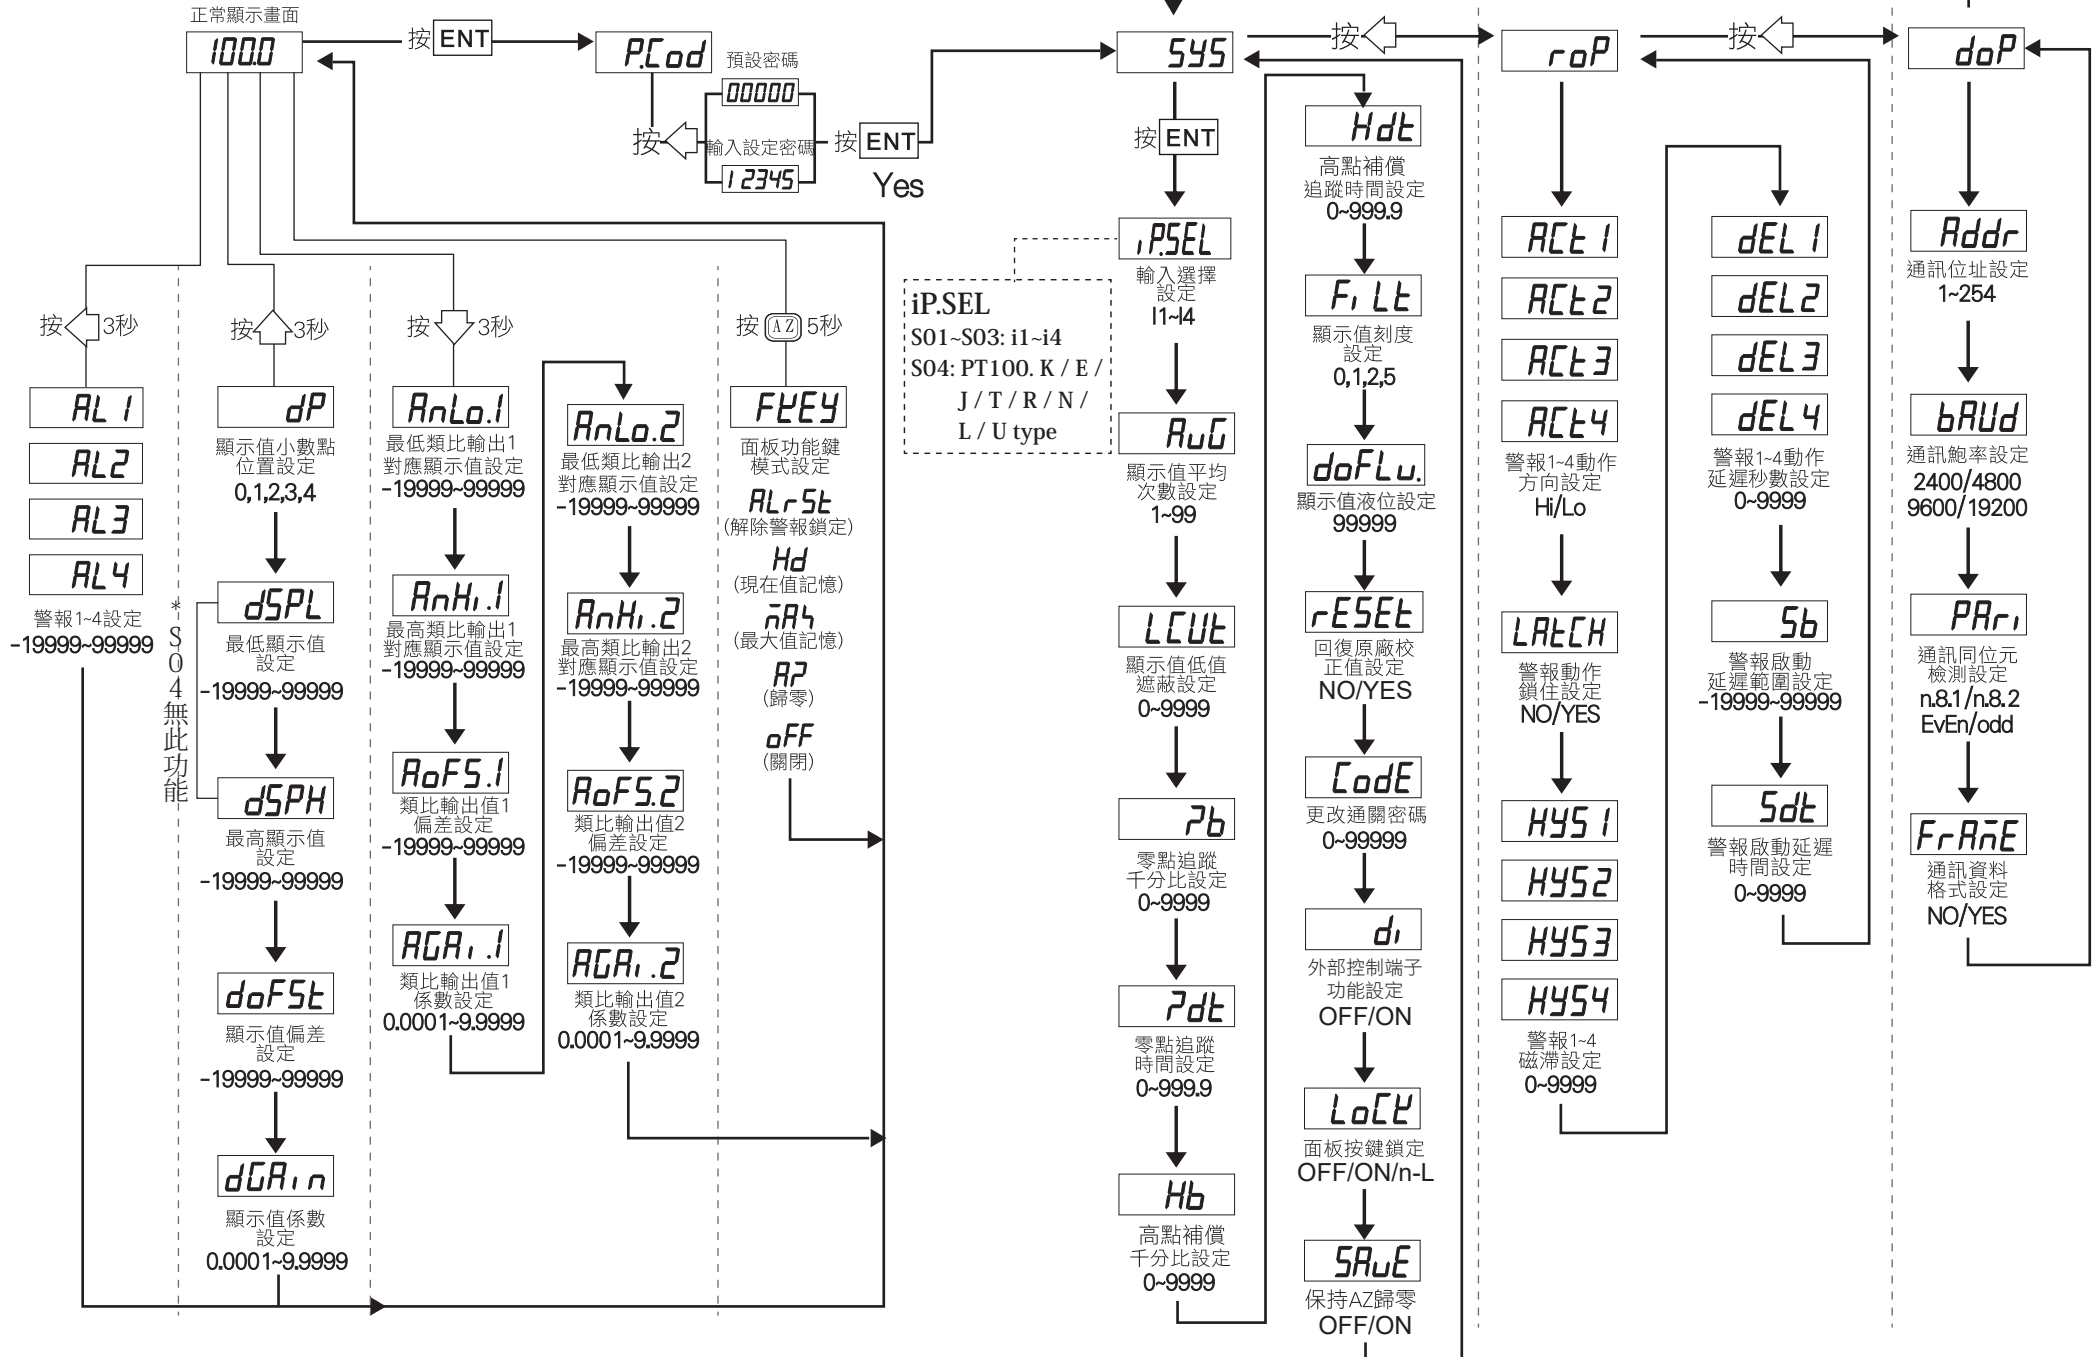 正常顯示畫面
100.0
按 ENT
P.Cod
預設密碼
00000
按
輸入設定密碼
12345
按 ENT
Yes
按 3秒
AL1
AL2
AL3
AL4
警報1~4設定
-19999~99999
*S04無此功能
按 3秒
dP
顯示值小數點
位置設定
0,1,2,3,4
dSPL
最低顯示值
設定
-19999~99999
dSPH
最高顯示值
設定
-19999~99999
doFSt
顯示值偏差
設定
-19999~99999
dGAin
顯示值係數
設定
0.0001~9.9999
按 3秒
AnLo.1
最低類比輸出1
對應顯示值設定
-19999~99999
AnHi.1
最高類比輸出1
對應顯示值設定
-19999~99999
AoFS.1
類比輸出值1
偏差設定
-19999~99999
AGAi.1
類比輸出值1
係數設定
0.0001~9.9999
AnLo.2
最低類比輸出2
對應顯示值設定
-19999~99999
AnHi.2
最高類比輸出2
對應顯示值設定
-19999~99999
AoFS.2
類比輸出值2
偏差設定
-19999~99999
AGAi.2
類比輸出值2
係數設定
0.0001~9.9999
按 AZ 5秒
FKEY
面板功能鍵
模式設定
ALrSt
(解除警報鎖定)
Hd
(現在值記憶)
mAX
(最大值記憶)
AZ
(歸零)
oFF
(關閉)
SYS
按 ENT
iP.SEL
輸入選擇
設定
I1~I4
iP.SEL
S01~S03: i1~i4
S04: PT100. K / E /
J / T / R / N /
L / U type
AvG
顯示值平均
次數設定
1~99
LCUt
顯示值低值
遮蔽設定
0~9999
Zb
零點追蹤
千分比設定
0~9999
Zdt
零點追蹤
時間設定
0~999.9
Hb
高點補償
千分比設定
0~9999
Hdt
高點補償
追蹤時間設定
0~999.9
FiLt
顯示值刻度
設定
0,1,2,5
doFLv.
顯示值液位設定
99999
rESEt
回復原廠校
正值設定
NO/YES
CodE
更改通關密碼
0~99999
di
外部控制端子
功能設定
OFF/ON
LoCK
面板按鍵鎖定
OFF/ON/n-L
SAvE
保持AZ歸零
OFF/ON
按
roP
ACt1
ACt2
ACt3
ACt4
警報1~4動作
方向設定
Hi/Lo
LAtCH
警報動作
鎖住設定
NO/YES
HYS1
HYS2
HYS3
HYS4
警報1~4
磁滯設定
0~9999
dEL1
dEL2
dEL3
dEL4
警報1~4動作
延遲秒數設定
0~9999
Sb
警報啟動
延遲範圍設定
-19999~99999
Sdt
警報啟動延遲
時間設定
0~9999
按
doP
Addr
通訊位址設定
1~254
bAUd
通訊鮑率設定
2400/4800
9600/19200
PAri
通訊同位元
檢測設定
n.8.1/n.8.2
EvEn/odd
FrAmE
通訊資料
格式設定
NO/YES